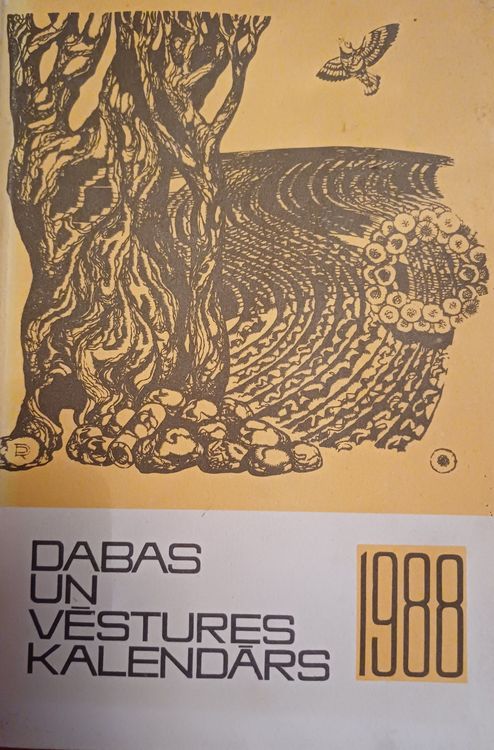 DABAS
UN
VĒSTURES
KALENDĀRS
1988